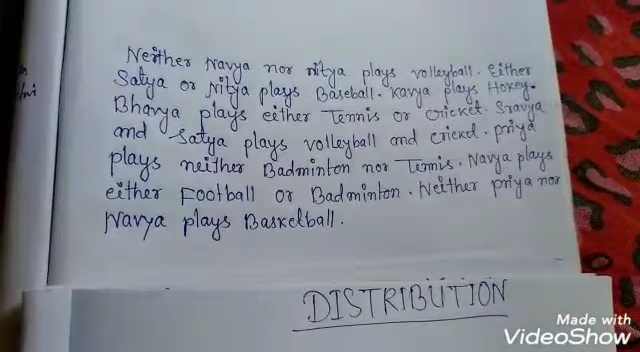 Neither Navya nor nitya plays volleyball. Either
Satya or Nitya plays Baseball. Kavya plays Hokey.
Bhavya plays either Tennis or cricket. Sravya
and Satya plays volleyball and cricket. priya
plays neither Badminton nor Tennis. Navya plays
either Football or Badminton. Neither priya nor
Navya plays Basketball.
DISTRIBUTION
Made with
VideoShow